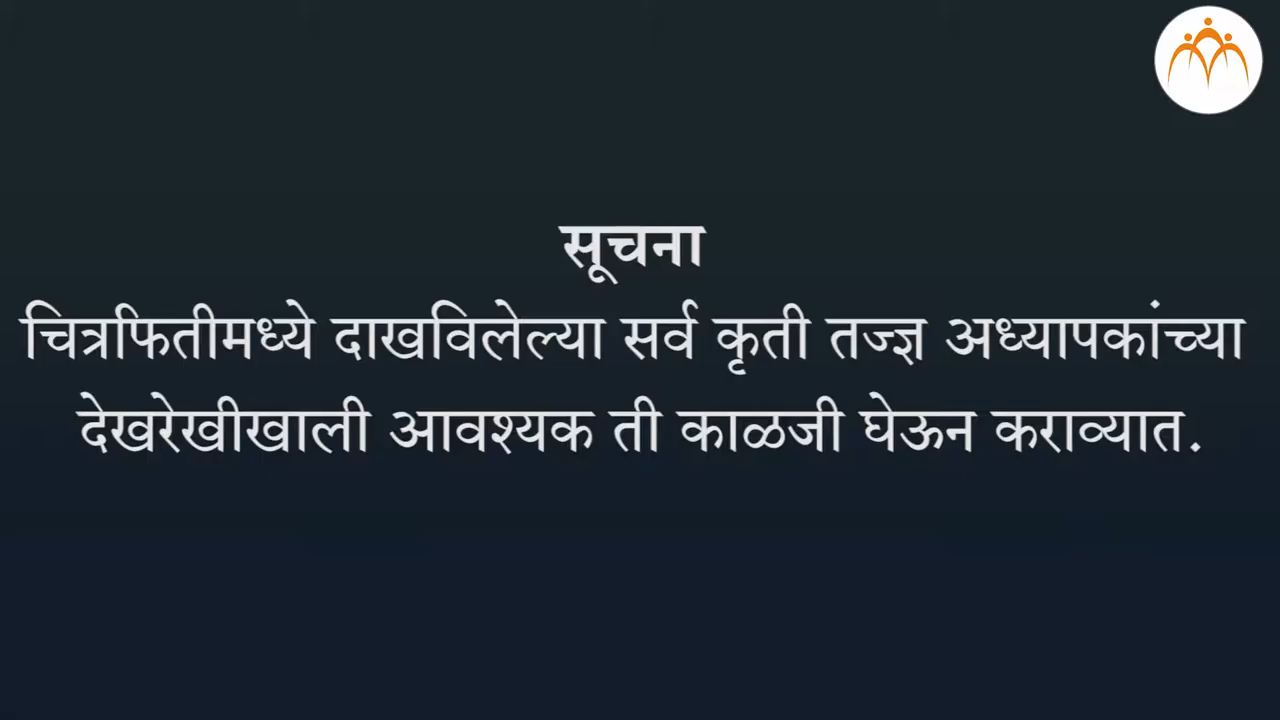 सूचना
चित्रफितीमध्ये दाखविलेल्या सर्व कृती तज्ज्ञ अध्यापकांच्या
देखरेखीखाली आवश्यक ती काळजी घेऊन कराव्यात.